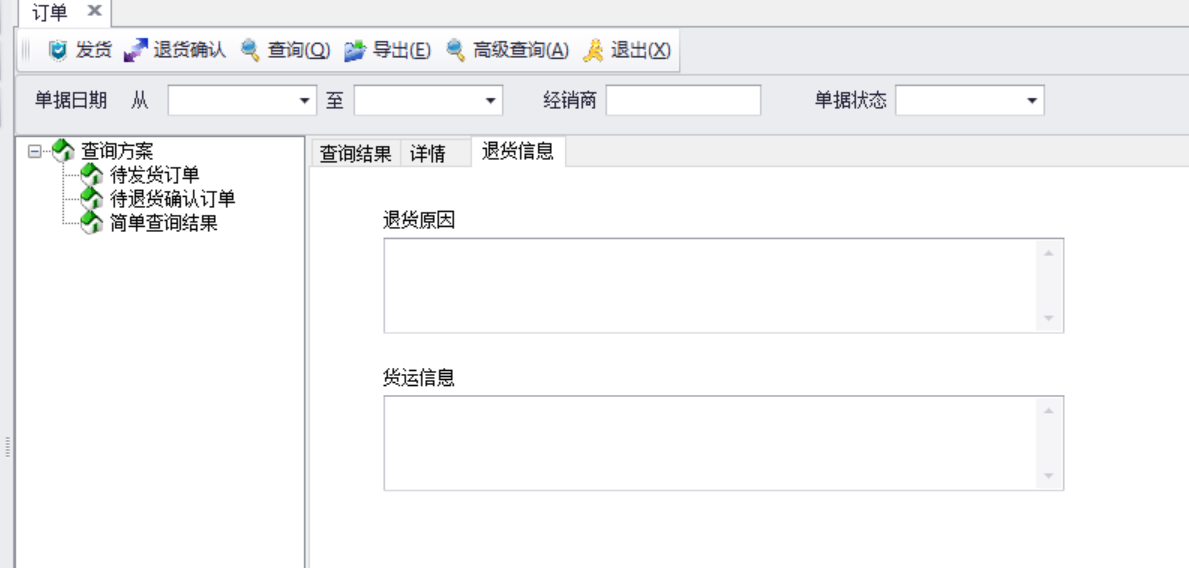 订单
发货 退货确认 查询(Q) 导出(E) 高级查询(A) 退出(X)
单据日期 从 至 经销商 单据状态
查询方案
待发货订单
待退货确认订单
简单查询结果
查询结果 详情 退货信息
退货原因
货运信息